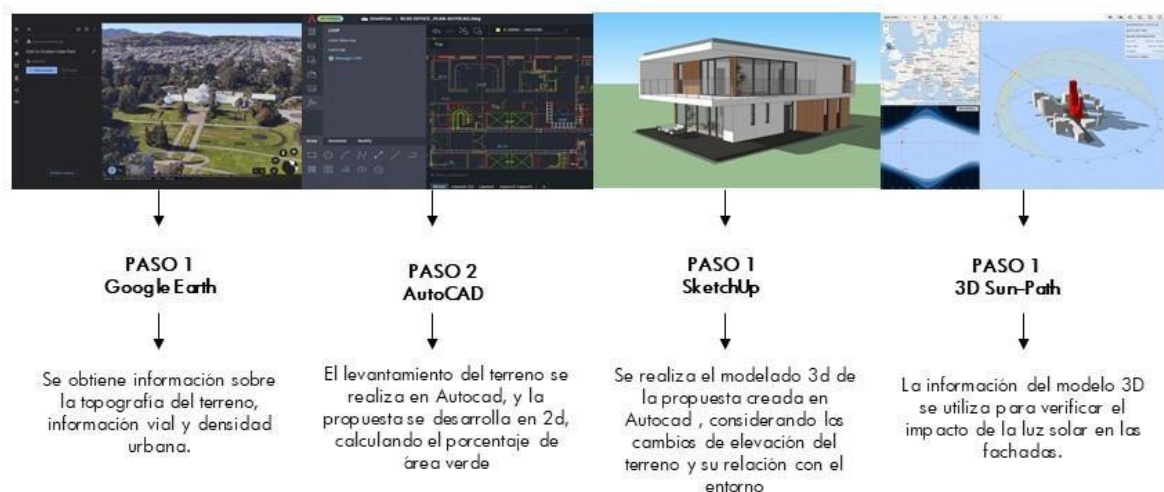 PASO 1
Google Earth
Se obtiene información sobre
la topografía del terreno,
información vial y densidad
urbana.
PASO 2
AutoCAD
El levantamiento del terreno se
realiza en Autocad, y la
propuesta se desarrolla en 2d,
calculando el porcentaje de
área verde
PASO 1
SketchUp
Se realiza el modelado 3d de
la propuesta creada en
Autocad , considerando los
cambios de elevación del
terreno y su relación con el
entorno
PASO 1
3D Sun-Path
La información del modelo 3D
se utiliza para verificar el
impacto de la luz solar en las
fachadas.